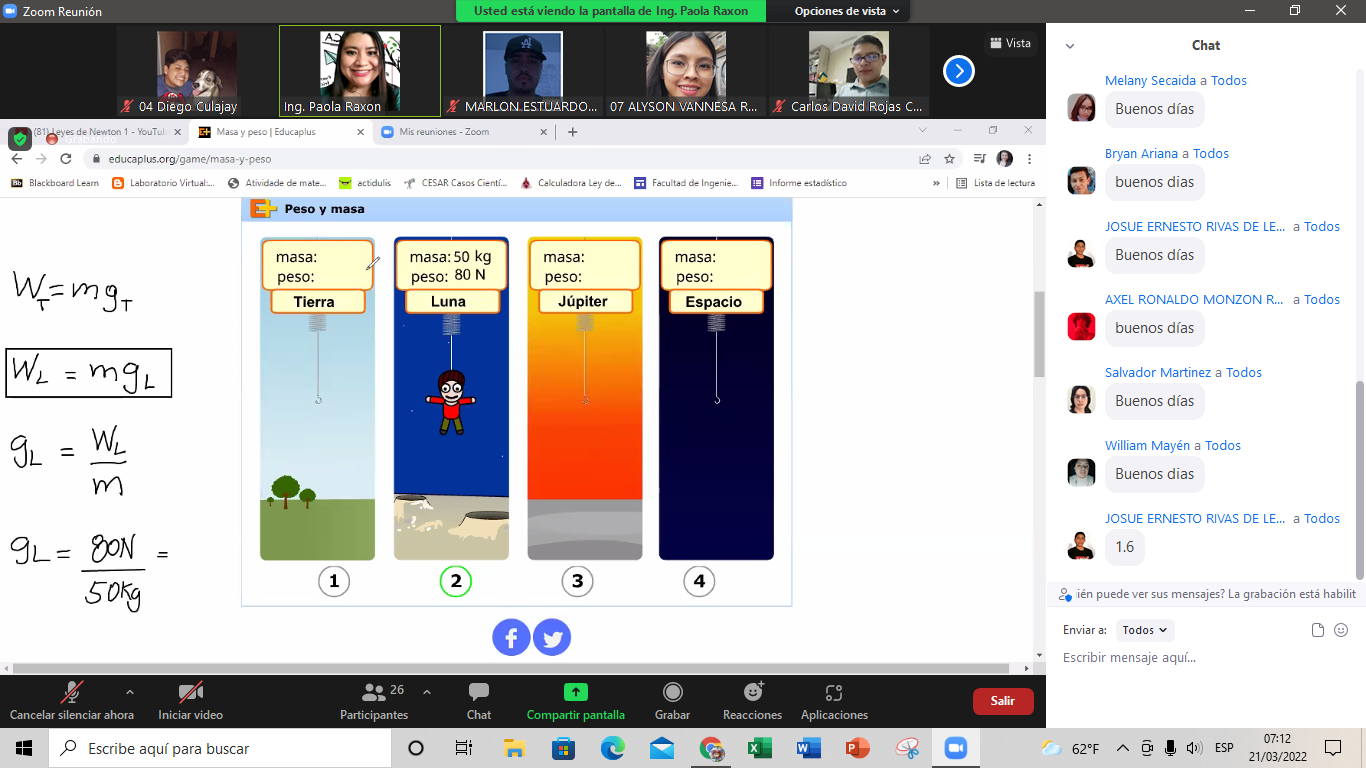 Zoom Reunión
Usted está viendo la pantalla de Ing. Paola Raxon
Opciones de vista
04 Diego Culajay
Ing. Paola Raxon
MARLON ESTUARDO...
07 ALYSON VANNESA R...
Carlos David Rojas C...
Vista
(81) Leyes de Newton 1 - YouTu
Grabando
Masa y peso | Educaplus
Mis reuniones - Zoom
educaplus.org/game/masa-y-peso
Blackboard Learn
Laboratorio Virtual:...
Atividade de mate...
actidulis
CESAR Casos Cientí...
Calculadora Ley de...
Facultad de Ingenie...
Informe estadístico
»
Lista de lectura
E+ Peso y masa
masa:
peso:
Tierra
masa: 50 kg
peso: 80 N
Luna
masa:
peso:
Júpiter
masa:
peso:
Espacio
1
2
3
4
W_T = mg_T
W_L = mg_L
g_L = W_L / m
g_L = 80N / 50kg =
Chat
Melany Secaida a Todos
Buenos días
Bryan Ariana a Todos
buenos dias
JOSUE ERNESTO RIVAS DE LE... a Todos
Buenos días
AXEL RONALDO MONZON R... a Todos
buenos días
Salvador Martinez a Todos
Buenos días
William Mayén a Todos
Buenos dias
JOSUE ERNESTO RIVAS DE LE... a Todos
1.6
ién puede ver sus mensajes? La grabación está habilit
Enviar a: Todos
Escribir mensaje aquí...
Cancelar silenciar ahora
Iniciar video
Participantes
26
Chat
Compartir pantalla
Grabar
Reacciones
Aplicaciones
Salir
Escribe aquí para buscar
62°F
ESP
07:12
21/03/2022